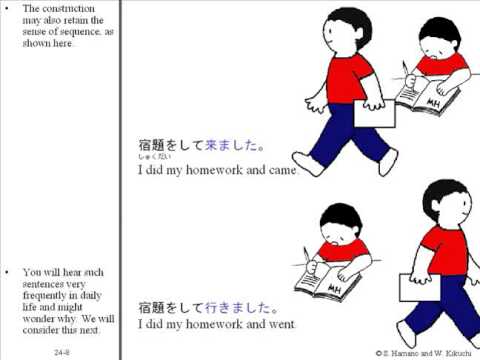 • The construction
may also retain the
sense of sequence, as
shown here.
宿題をして来ました。
しゅくだい
I did my homework and came.
MH
• You will hear such
sentences very
frequently in daily
life and might
wonder why. We will
consider this next.
MH
宿題をして行きました。
I did my homework and went.
24-8
© S. Hamano and W. Kikuchi